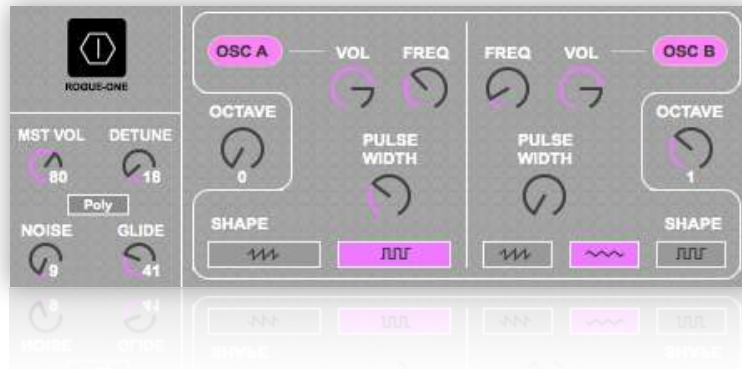 ROGUE-ONE
MST VOL
DETUNE
80
18
Poly
NOISE
GLIDE
9
41
OSC A
VOL
FREQ
OCTAVE
0
PULSE
WIDTH
SHAPE
FREQ
VOL
OSC B
OCTAVE
1
PULSE
WIDTH
SHAPE